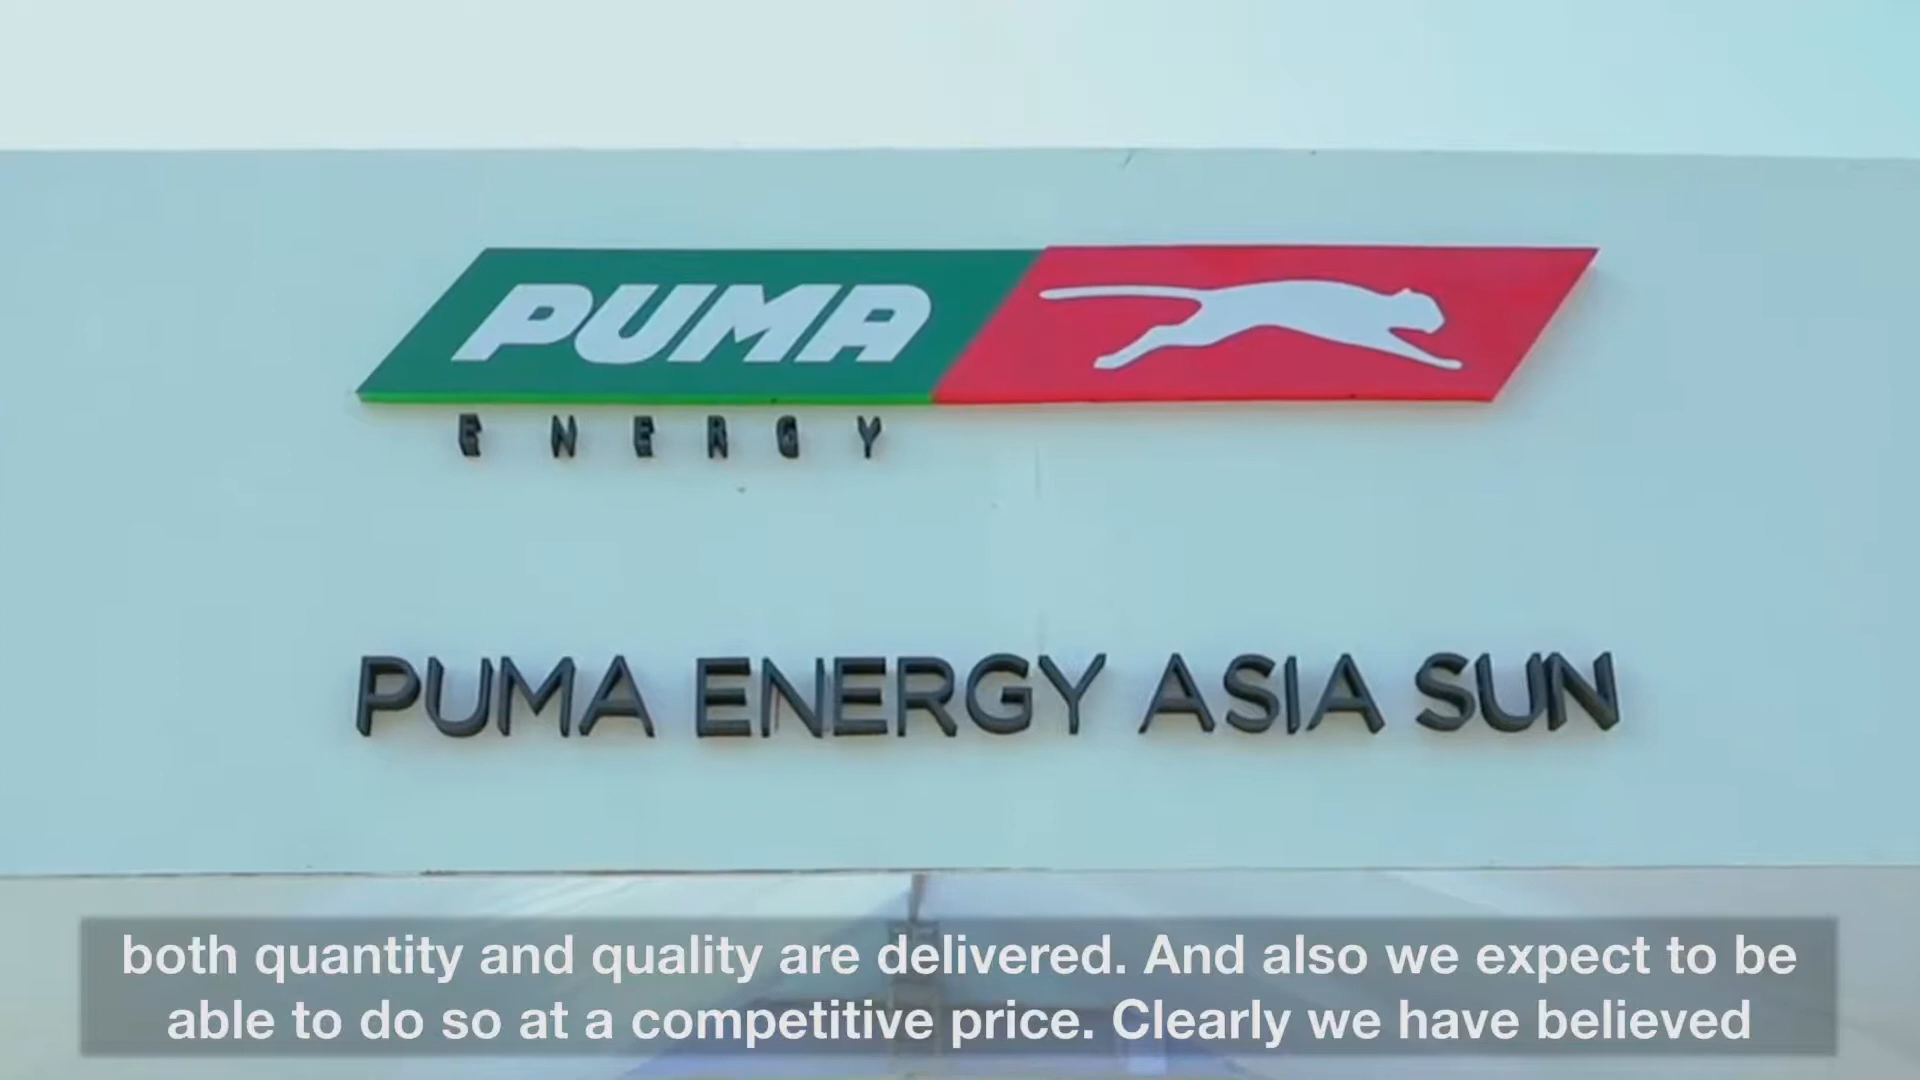 PUMA
ENERGY
PUMA ENERGY ASIA SUN
both quantity and quality are delivered. And also we expect to be
able to do so at a competitive price. Clearly we have believed